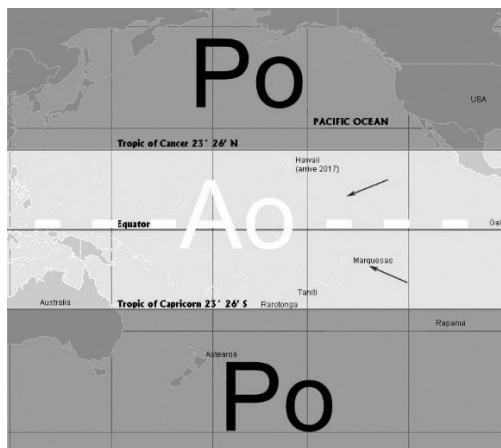 Po
USA
PACIFIC OCEAN
Tropic of Cancer 23° 26' N
Hawaii
(arrive 2017)
Ao
Equator
Gal
Marquesas
Tahiti
Australia
Tropic of Capricorn 23° 26' S
Rarotonga
Rapanui
Aotearoa
Po